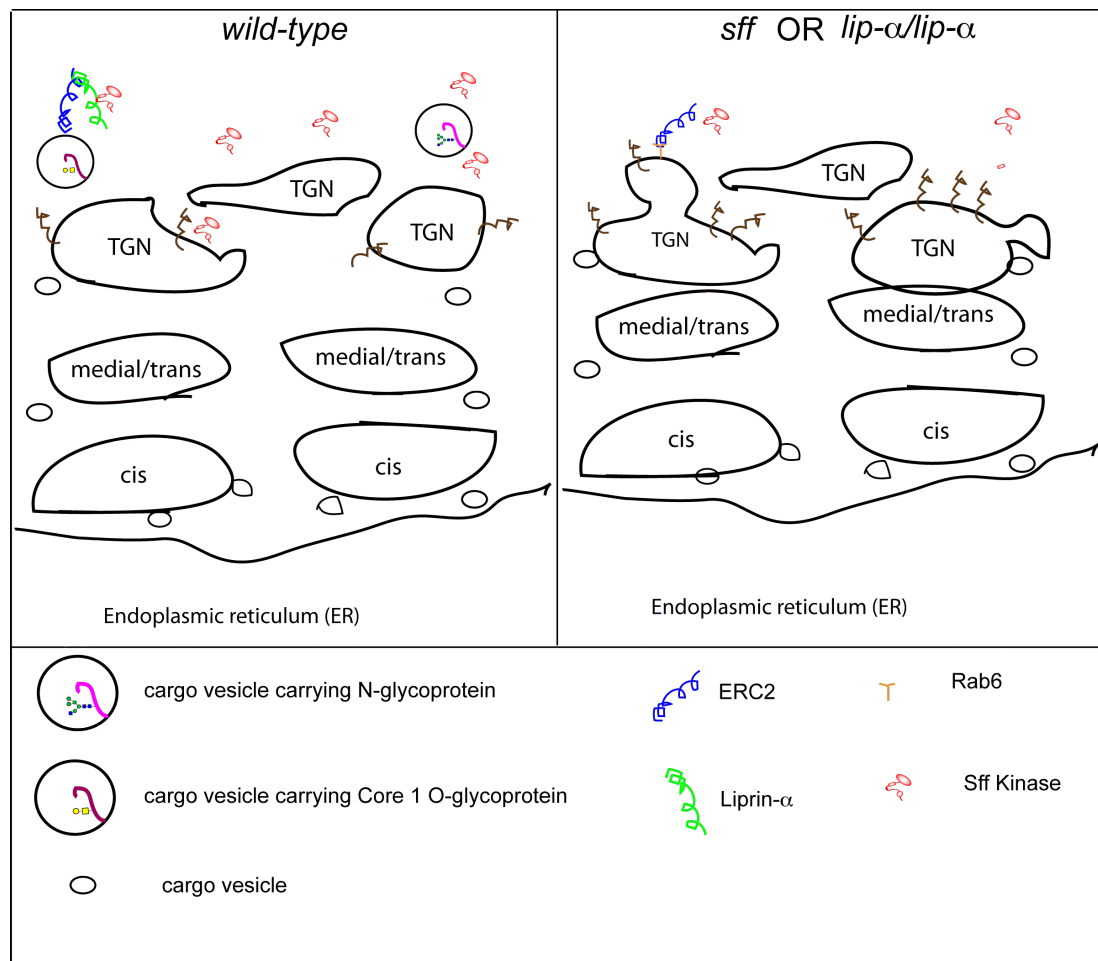 wild-type
sff OR lip-α/lip-α
TGN
TGN
TGN
medial/trans
medial/trans
cis
cis
Endoplasmic reticulum (ER)
TGN
TGN
TGN
medial/trans
medial/trans
cis
cis
Endoplasmic reticulum (ER)
cargo vesicle carrying N-glycoprotein
cargo vesicle carrying Core 1 O-glycoprotein
cargo vesicle
ERC2
Rab6
Liprin-α
Sff Kinase